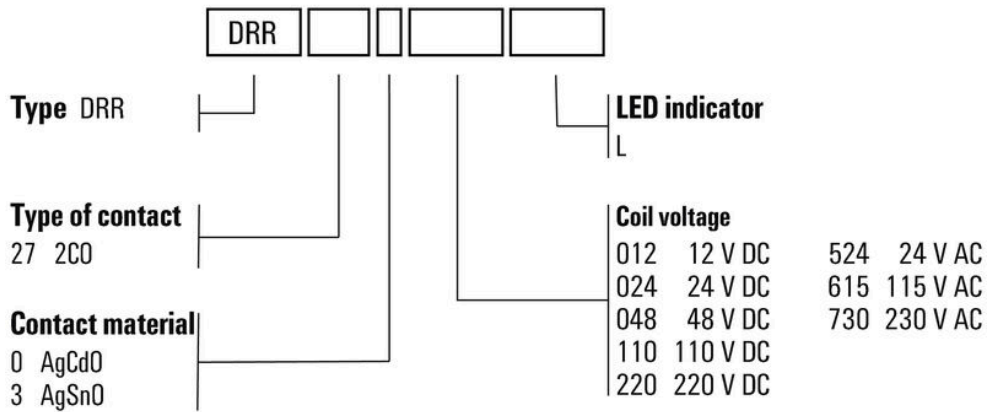 DRR
Type DRR
LED indicator
L
Type of contact
27 2CO
Contact material
0 AgCdO
3 AgSnO
Coil voltage
012 12 V DC 524 24 V AC
024 24 V DC 615 115 V AC
048 48 V DC 730 230 V AC
110 110 V DC
220 220 V DC